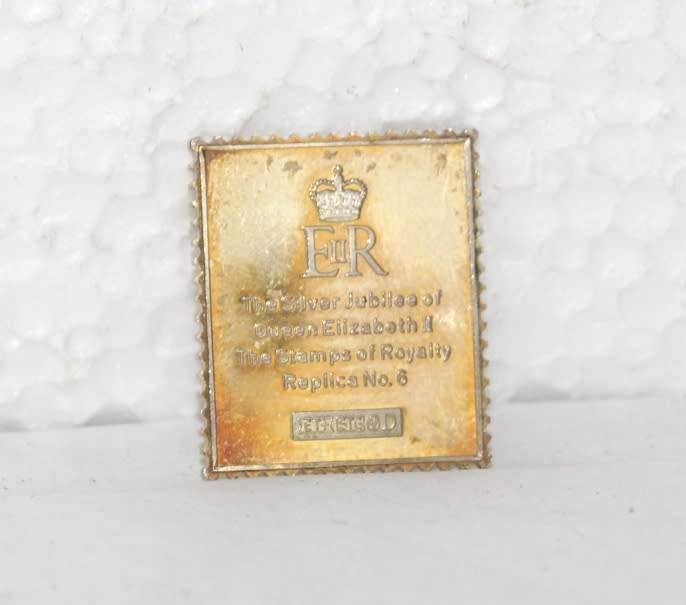 EIIR
The Silver Jubilee of
Queen Elizabeth II
The Stamps of Royalty
Replica No. 6